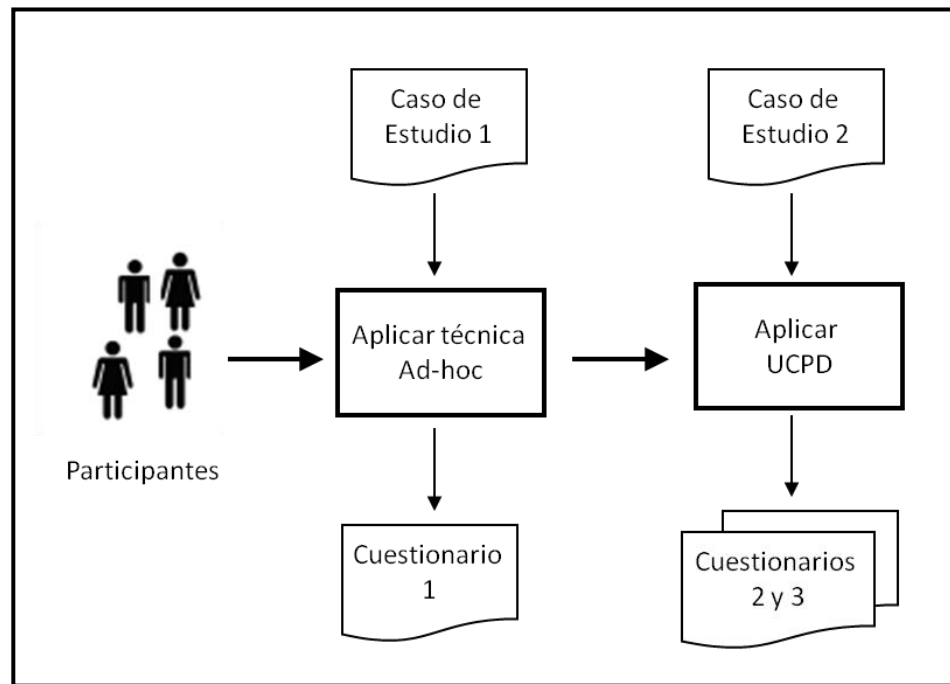 Caso de
Estudio 1
Caso de
Estudio 2
Participantes
Aplicar técnica
Ad-hoc
Aplicar
UCPD
Cuestionario
1
Cuestionarios
2 y 3